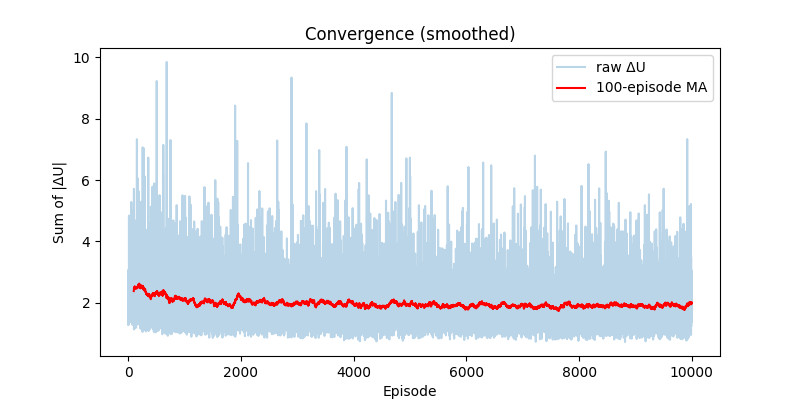 Convergence (smoothed)
raw ΔU
100-episode MA
Sum of |ΔU|
10
8
6
4
2
0
2000
4000
6000
8000
10000
Episode